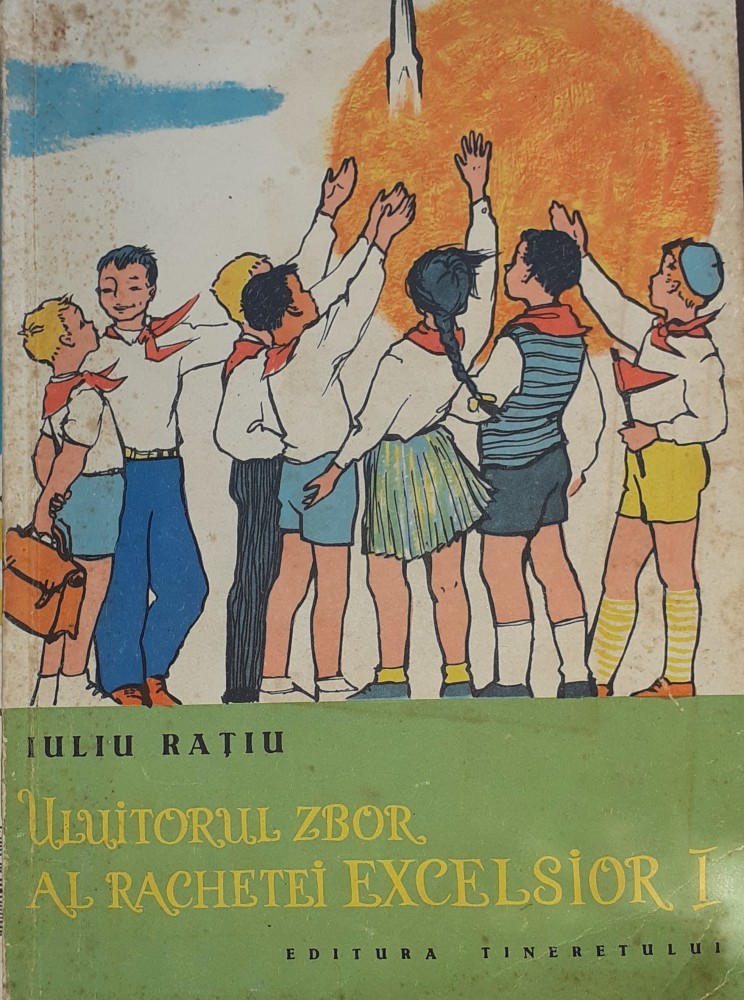 IULIU RAȚIU
ULUITORUL ZBOR
AL RACHETEI EXCELSIOR I
EDITURA TINERETULUI